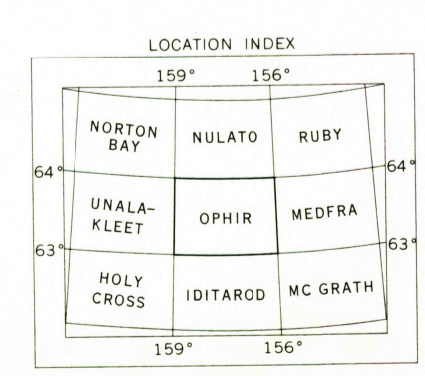 LOCATION INDEX
159° 156°
NORTON
BAY
NULATO
RUBY
64° 64°
UNALA-
KLEET
OPHIR
MEDFRA
63° 63°
HOLY
CROSS
IDITAROD
MC GRATH
159° 156°